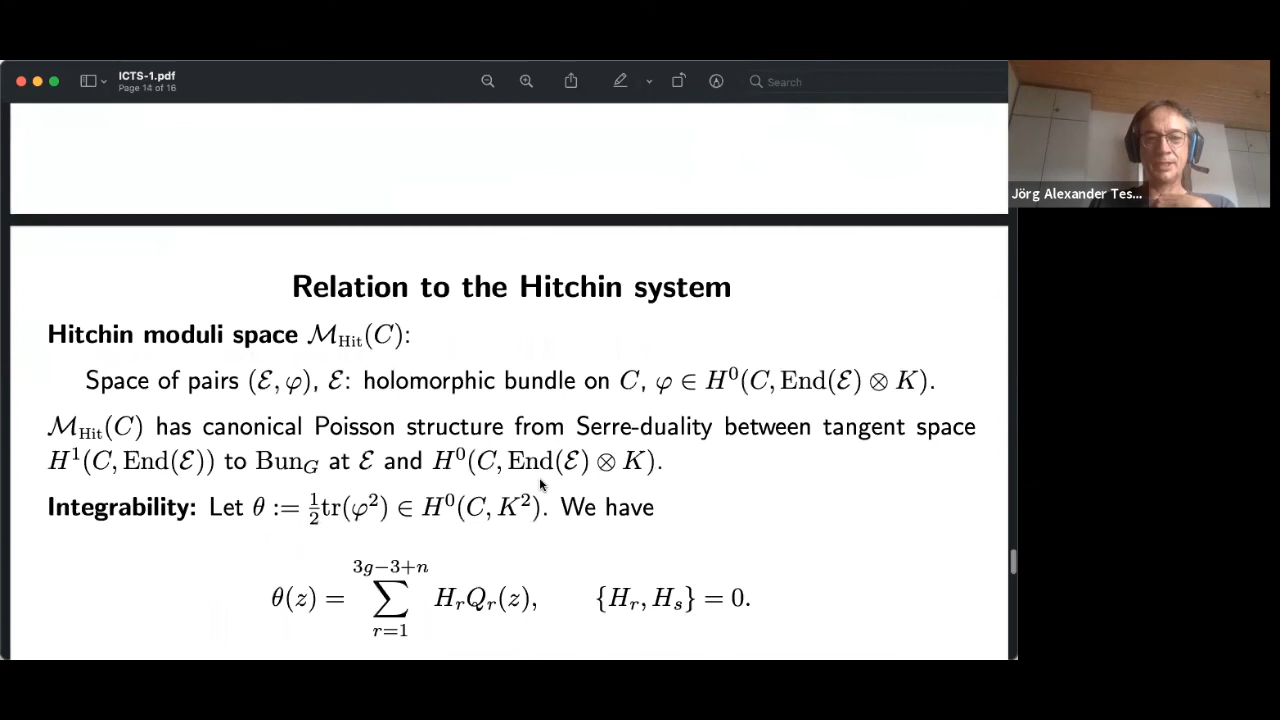 ICTS-1.pdf
Page 14 of 16
Search
Jörg Alexander Tes...
Relation to the Hitchin system
Hitchin moduli space $\mathcal{M}_{\mathrm{Hit}}(C)$:
Space of pairs $(\mathcal{E}, \varphi)$, $\mathcal{E}$: holomorphic bundle on $C$, $\varphi \in H^0(C, \mathrm{End}(\mathcal{E}) \otimes K)$.
$\mathcal{M}_{\mathrm{Hit}}(C)$ has canonical Poisson structure from Serre-duality between tangent space
$H^1(C, \mathrm{End}(\mathcal{E}))$ to $\mathrm{Bun}_G$ at $\mathcal{E}$ and $H^0(C, \mathrm{End}(\mathcal{E}) \otimes K)$.
Integrability: Let $\theta := \frac{1}{2}\mathrm{tr}(\varphi^2) \in H^0(C, K^2)$. We have
$\theta(z) = \sum_{r=1}^{3g-3+n} H_r Q_r(z), \qquad \{H_r, H_s\} = 0.$